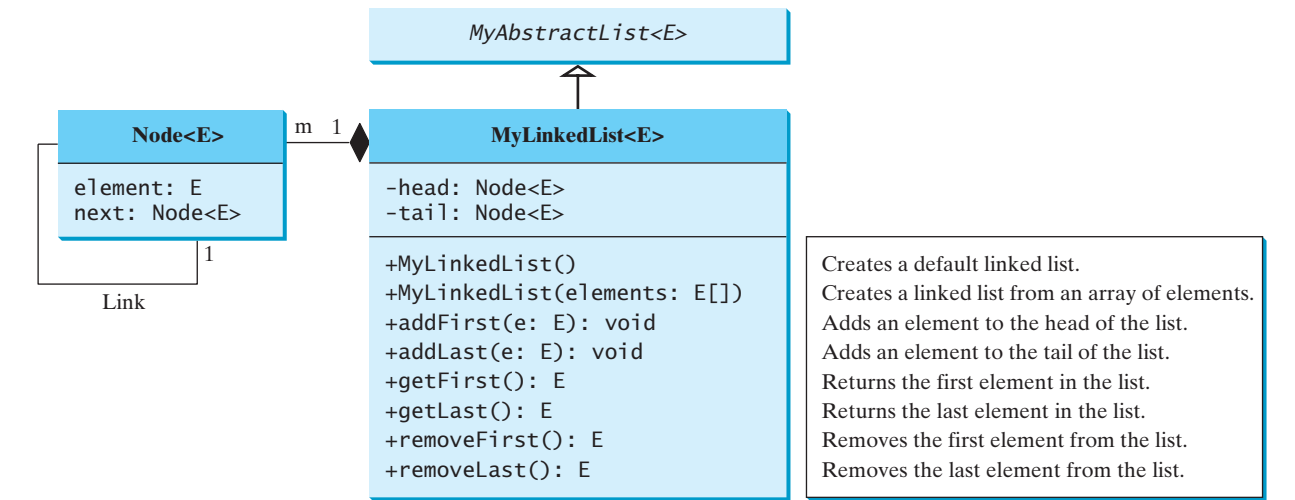 MyAbstractList<E>
Node<E>
m 1
MyLinkedList<E>
element: E
next: Node<E>
1
Link
-head: Node<E>
-tail: Node<E>
+MyLinkedList()
+MyLinkedList(elements: E[])
+addFirst(e: E): void
+addLast(e: E): void
+getFirst(): E
+getLast(): E
+removeFirst(): E
+removeLast(): E
Creates a default linked list.
Creates a linked list from an array of elements.
Adds an element to the head of the list.
Adds an element to the tail of the list.
Returns the first element in the list.
Returns the last element in the list.
Removes the first element from the list.
Removes the last element from the list.